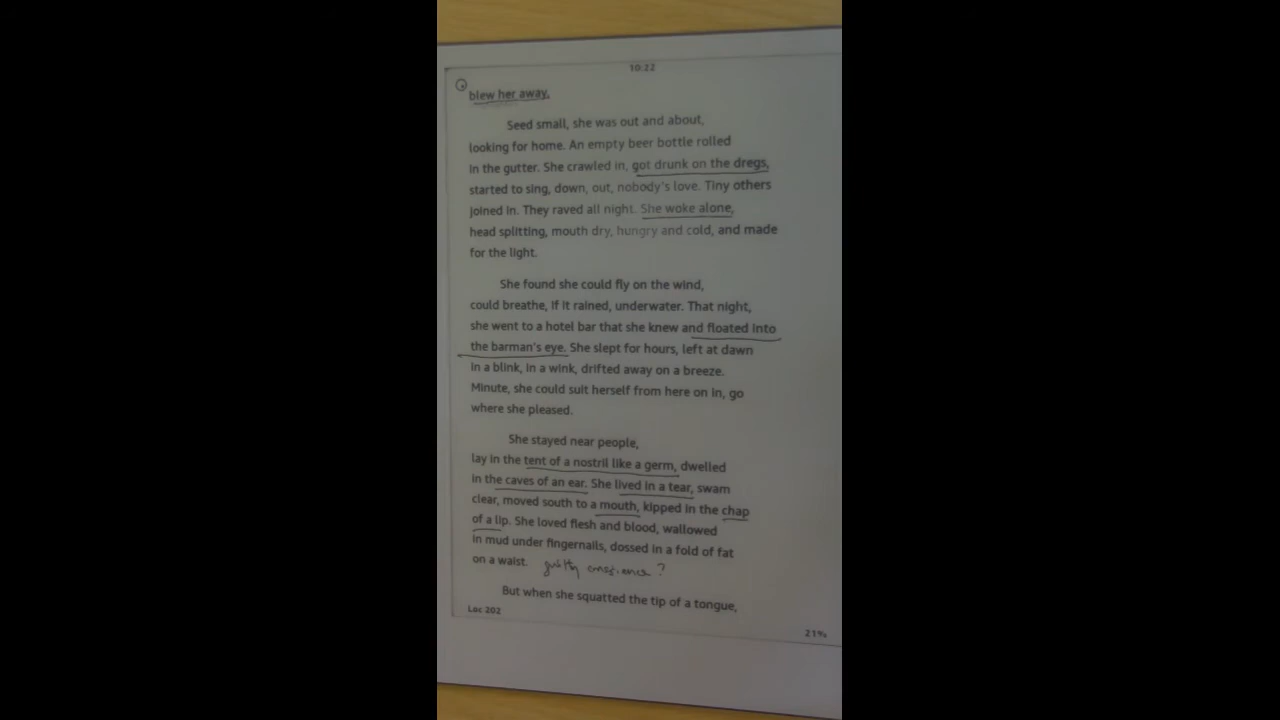 10:22
blew her away.
Seed small, she was out and about,
looking for home. An empty beer bottle rolled
in the gutter. She crawled in, got drunk on the dregs,
started to sing, down, out, nobody's love. Tiny others
joined in. They raved all night. She woke alone,
head splitting, mouth dry, hungry and cold, and made
for the light.
She found she could fly on the wind,
could breathe, if it rained, underwater. That night,
she went to a hotel bar that she knew and floated into
the barman's eye. She slept for hours, left at dawn
in a blink, in a wink, drifted away on a breeze.
Minute, she could suit herself from here on in, go
where she pleased.
She stayed near people,
lay in the tent of a nostril like a germ, dwelled
in the caves of an ear. She lived in a tear, swam
clear, moved south to a mouth, kipped in the chap
of a lip. She loved flesh and blood, wallowed
in mud under fingernails, dossed in a fold of fat
on a waist. guilty conscience?
But when she squatted the tip of a tongue,
Loc 202
21%